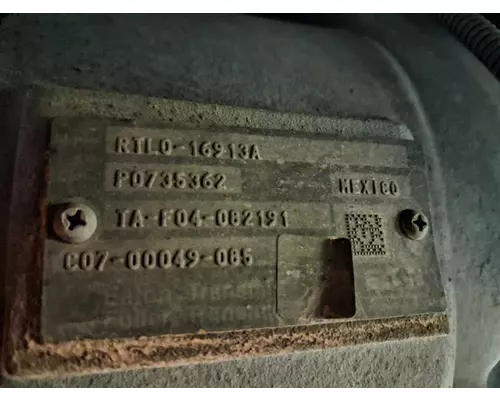 RTLO-16913A
P0735362 MEXICO
TA-F04-082191
C07-00049-085